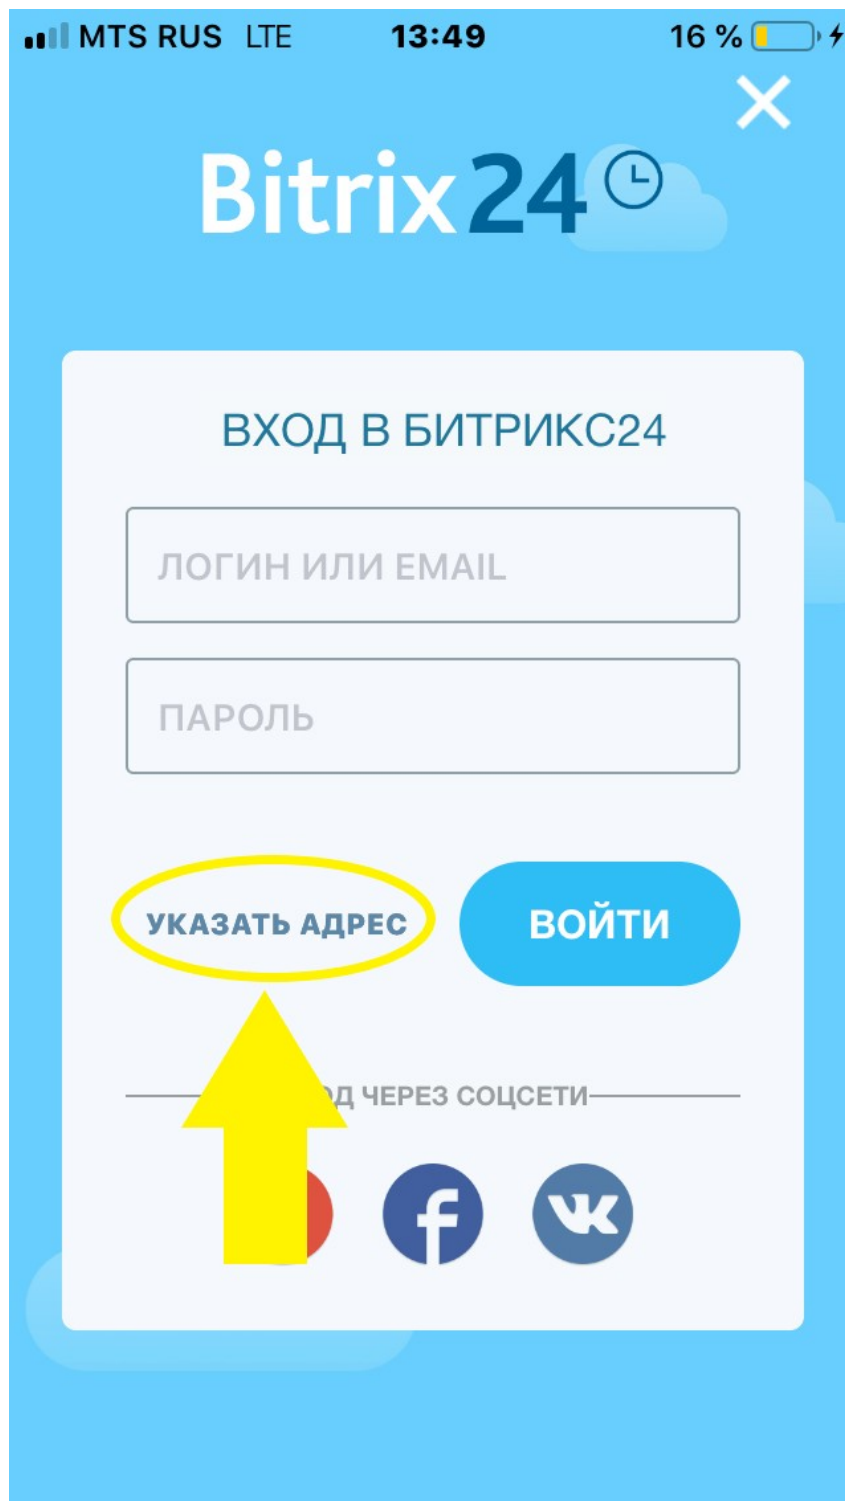 MTS RUS LTE 13:49 16 %
Bitrix24
ВХОД В БИТРИКС24
ЛОГИН ИЛИ EMAIL
ПАРОЛЬ
УКАЗАТЬ АДРЕС ВОЙТИ
ЧЕРЕЗ СОЦСЕТИ